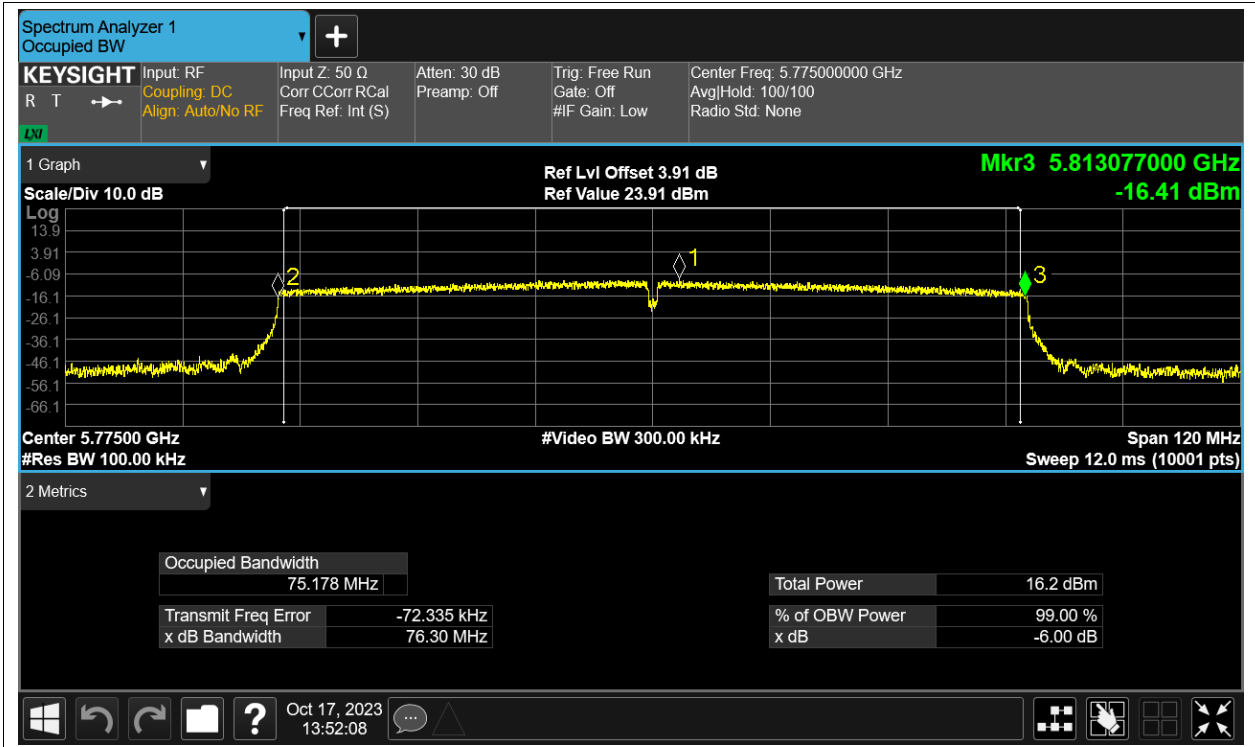 Spectrum Analyzer 1
Occupied BW
KEYSIGHT
R T
LXI
Input: RF
Coupling: DC
Align: Auto/No RF
Input Z: 50 Ω
Corr CCorr RCal
Freq Ref: Int (S)
Atten: 30 dB
Preamp: Off
Trig: Free Run
Gate: Off
#IF Gain: Low
Center Freq: 5.775000000 GHz
Avg|Hold: 100/100
Radio Std: None
1 Graph
Scale/Div 10.0 dB
Ref Lvl Offset 3.91 dB
Ref Value 23.91 dBm
Mkr3 5.813077000 GHz
-16.41 dBm
Log
13.9
3.91
-6.09
-16.1
-26.1
-36.1
-46.1
-56.1
-66.1
2
1
3
Center 5.77500 GHz
#Res BW 100.00 kHz
#Video BW 300.00 kHz
Span 120 MHz
Sweep 12.0 ms (10001 pts)
2 Metrics
Occupied Bandwidth
75.178 MHz
Transmit Freq Error -72.335 kHz
x dB Bandwidth 76.30 MHz
Total Power 16.2 dBm
% of OBW Power 99.00 %
x dB -6.00 dB
?
Oct 17, 2023
13:52:08